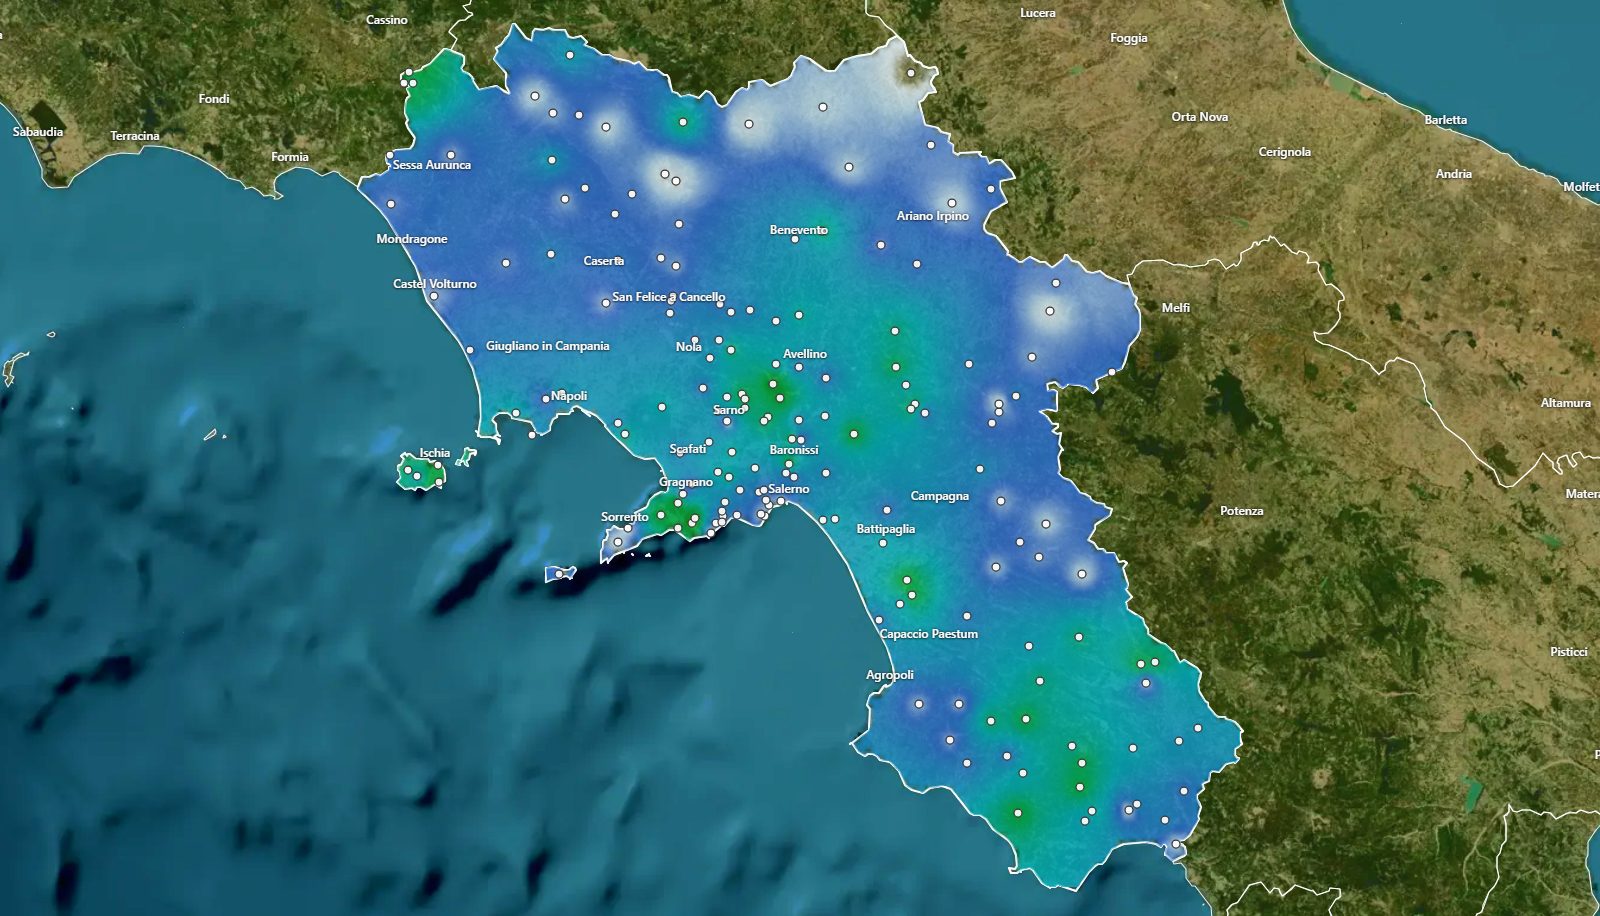 Cassino
Lucera
Foggia
Fondi
Orta Nova
Barletta
Sabaudia
Terracina
Cerignola
Formia
Sessa Aurunca
Andria
Molfet
Ariano Irpino
Benevento
Mondragone
Caserta
Castel Volturno
San Felice a Cancello
Melfi
Giugliano in Campania
Nola
Avellino
Napoli
Altamura
Sarno
Scafati
Baronissi
Ischia
Gragnano
Salerno
Campagna
Matera
Potenza
Sorrento
Battipaglia
Capaccio Paestum
Pisticci
Agropoli
P